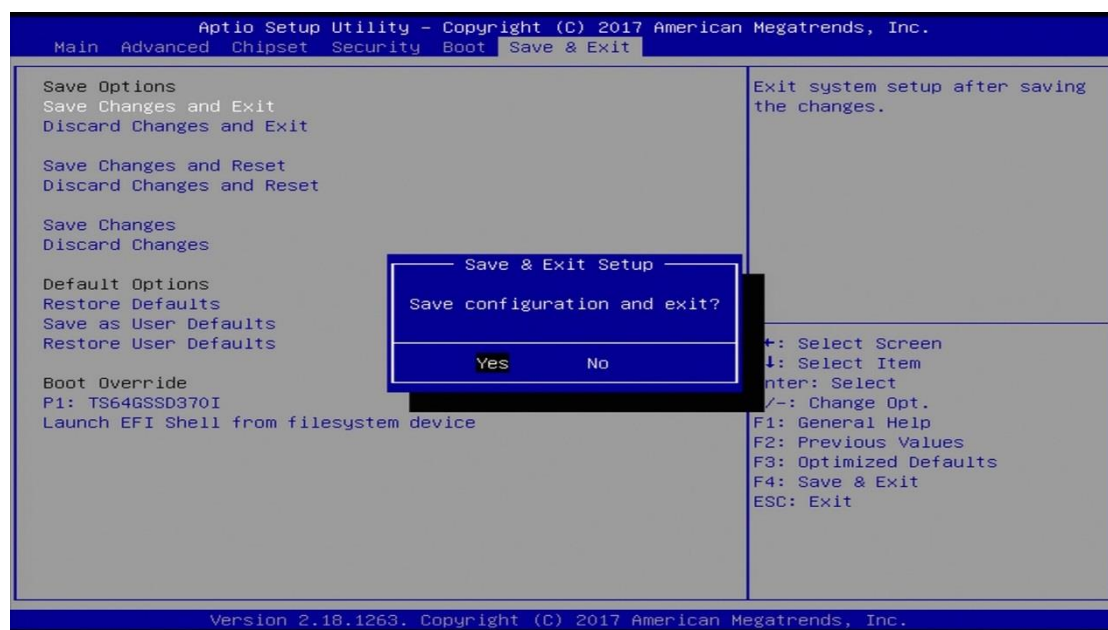 Aptio Setup Utility – Copyright (C) 2017 American Megatrends, Inc.
Main Advanced Chipset Security Boot Save & Exit
Save Options
Save Changes and Exit
Discard Changes and Exit
Save Changes and Reset
Discard Changes and Reset
Save Changes
Discard Changes
Default Options
Restore Defaults
Save as User Defaults
Restore User Defaults
Boot Override
P1: TS64GSSD370I
Launch EFI Shell from filesystem device
Save & Exit Setup
Save configuration and exit?
Yes No
Exit system setup after saving
the changes.
←: Select Screen
↓: Select Item
nter: Select
/-: Change Opt.
F1: General Help
F2: Previous Values
F3: Optimized Defaults
F4: Save & Exit
ESC: Exit
Version 2.18.1263. Copyright (C) 2017 American Megatrends, Inc.